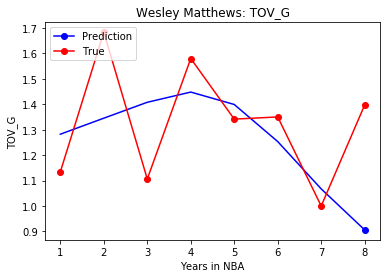 Wesley Matthews: TOV_G
Prediction
True
1.7
1.6
1.5
1.4
1.3
1.2
1.1
1.0
0.9
TOV_G
1 2 3 4 5 6 7 8
Years in NBA